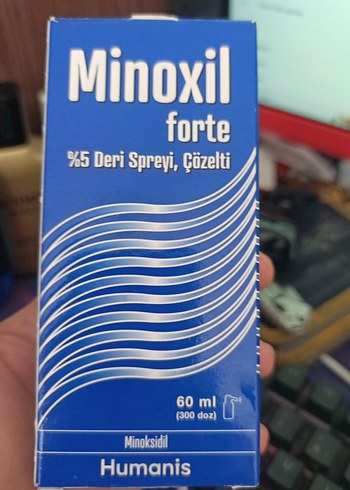 Minoxil
forte
%5 Deri Spreyi, Çözelti
60 ml
(300 doz)
Minoksidil
Humanis